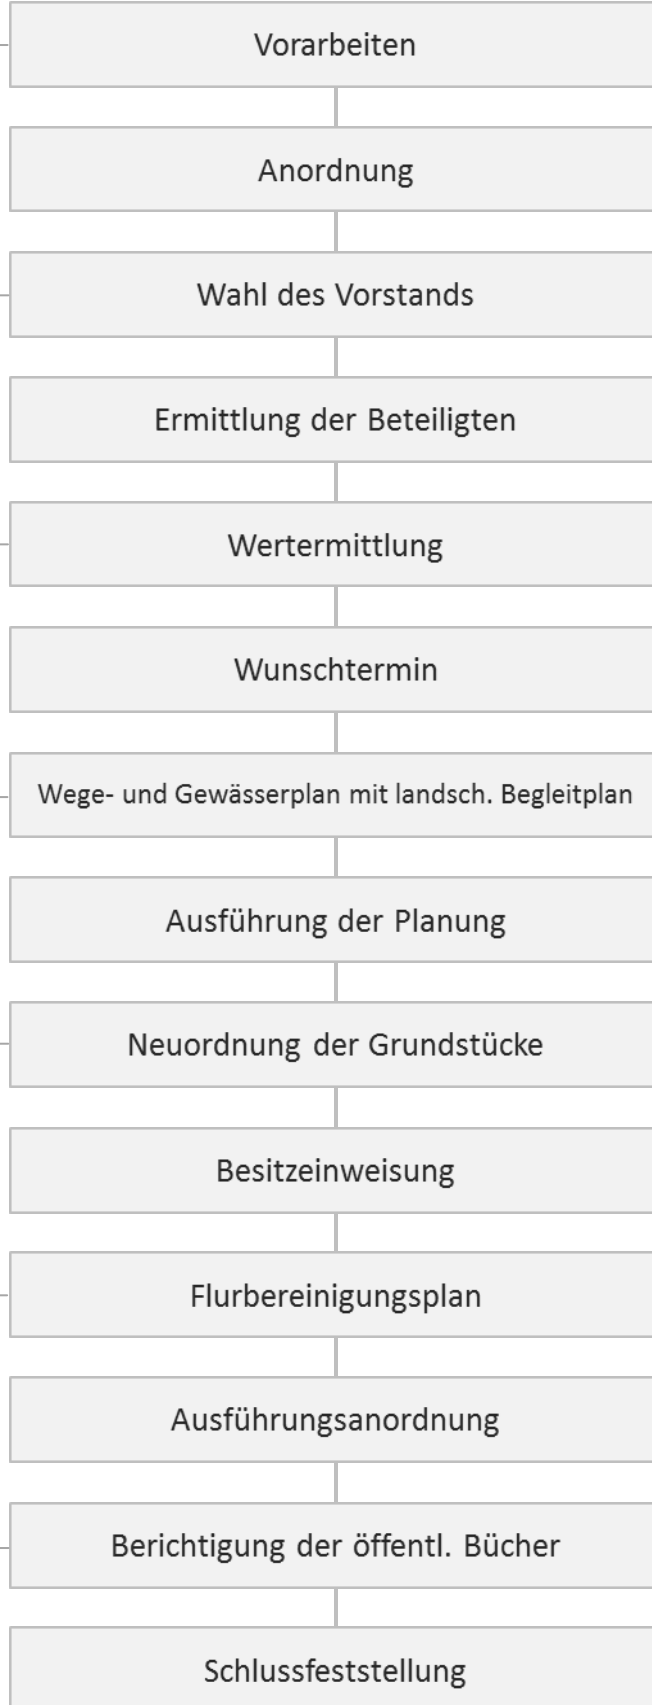 Vorarbeiten
Anordnung
Wahl des Vorstands
Ermittlung der Beteiligten
Wertermittlung
Wunschtermin
Wege- und Gewässerplan mit landsch. Begleitplan
Ausführung der Planung
Neuordnung der Grundstücke
Besitzeinweisung
Flurbereinigungsplan
Ausführungsanordnung
Berichtigung der öffentl. Bücher
Schlussfeststellung